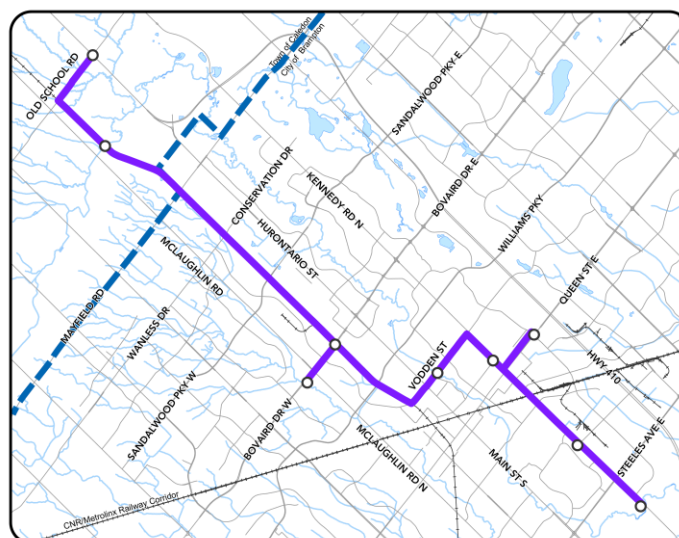 Town of Caledon
City of Brampton
OLD SCHOOL RD
SANDALWOOD PKY E
CONSERVATION DR
KENNEDY RD N
BOVAIRD DR E
HURONTARIO ST
WILLIAMS PKY
MCLAUGHLIN RD
QUEEN ST E
MAYFIELD RD
WANLESS DR
VODDEN ST
HWY 410
SANDALWOOD PKY W
BOVAIRD DR W
MCLAUGHLIN RD N
MAIN ST S
STEELES AVE E
CNR/Metrolinx Railway Corridor